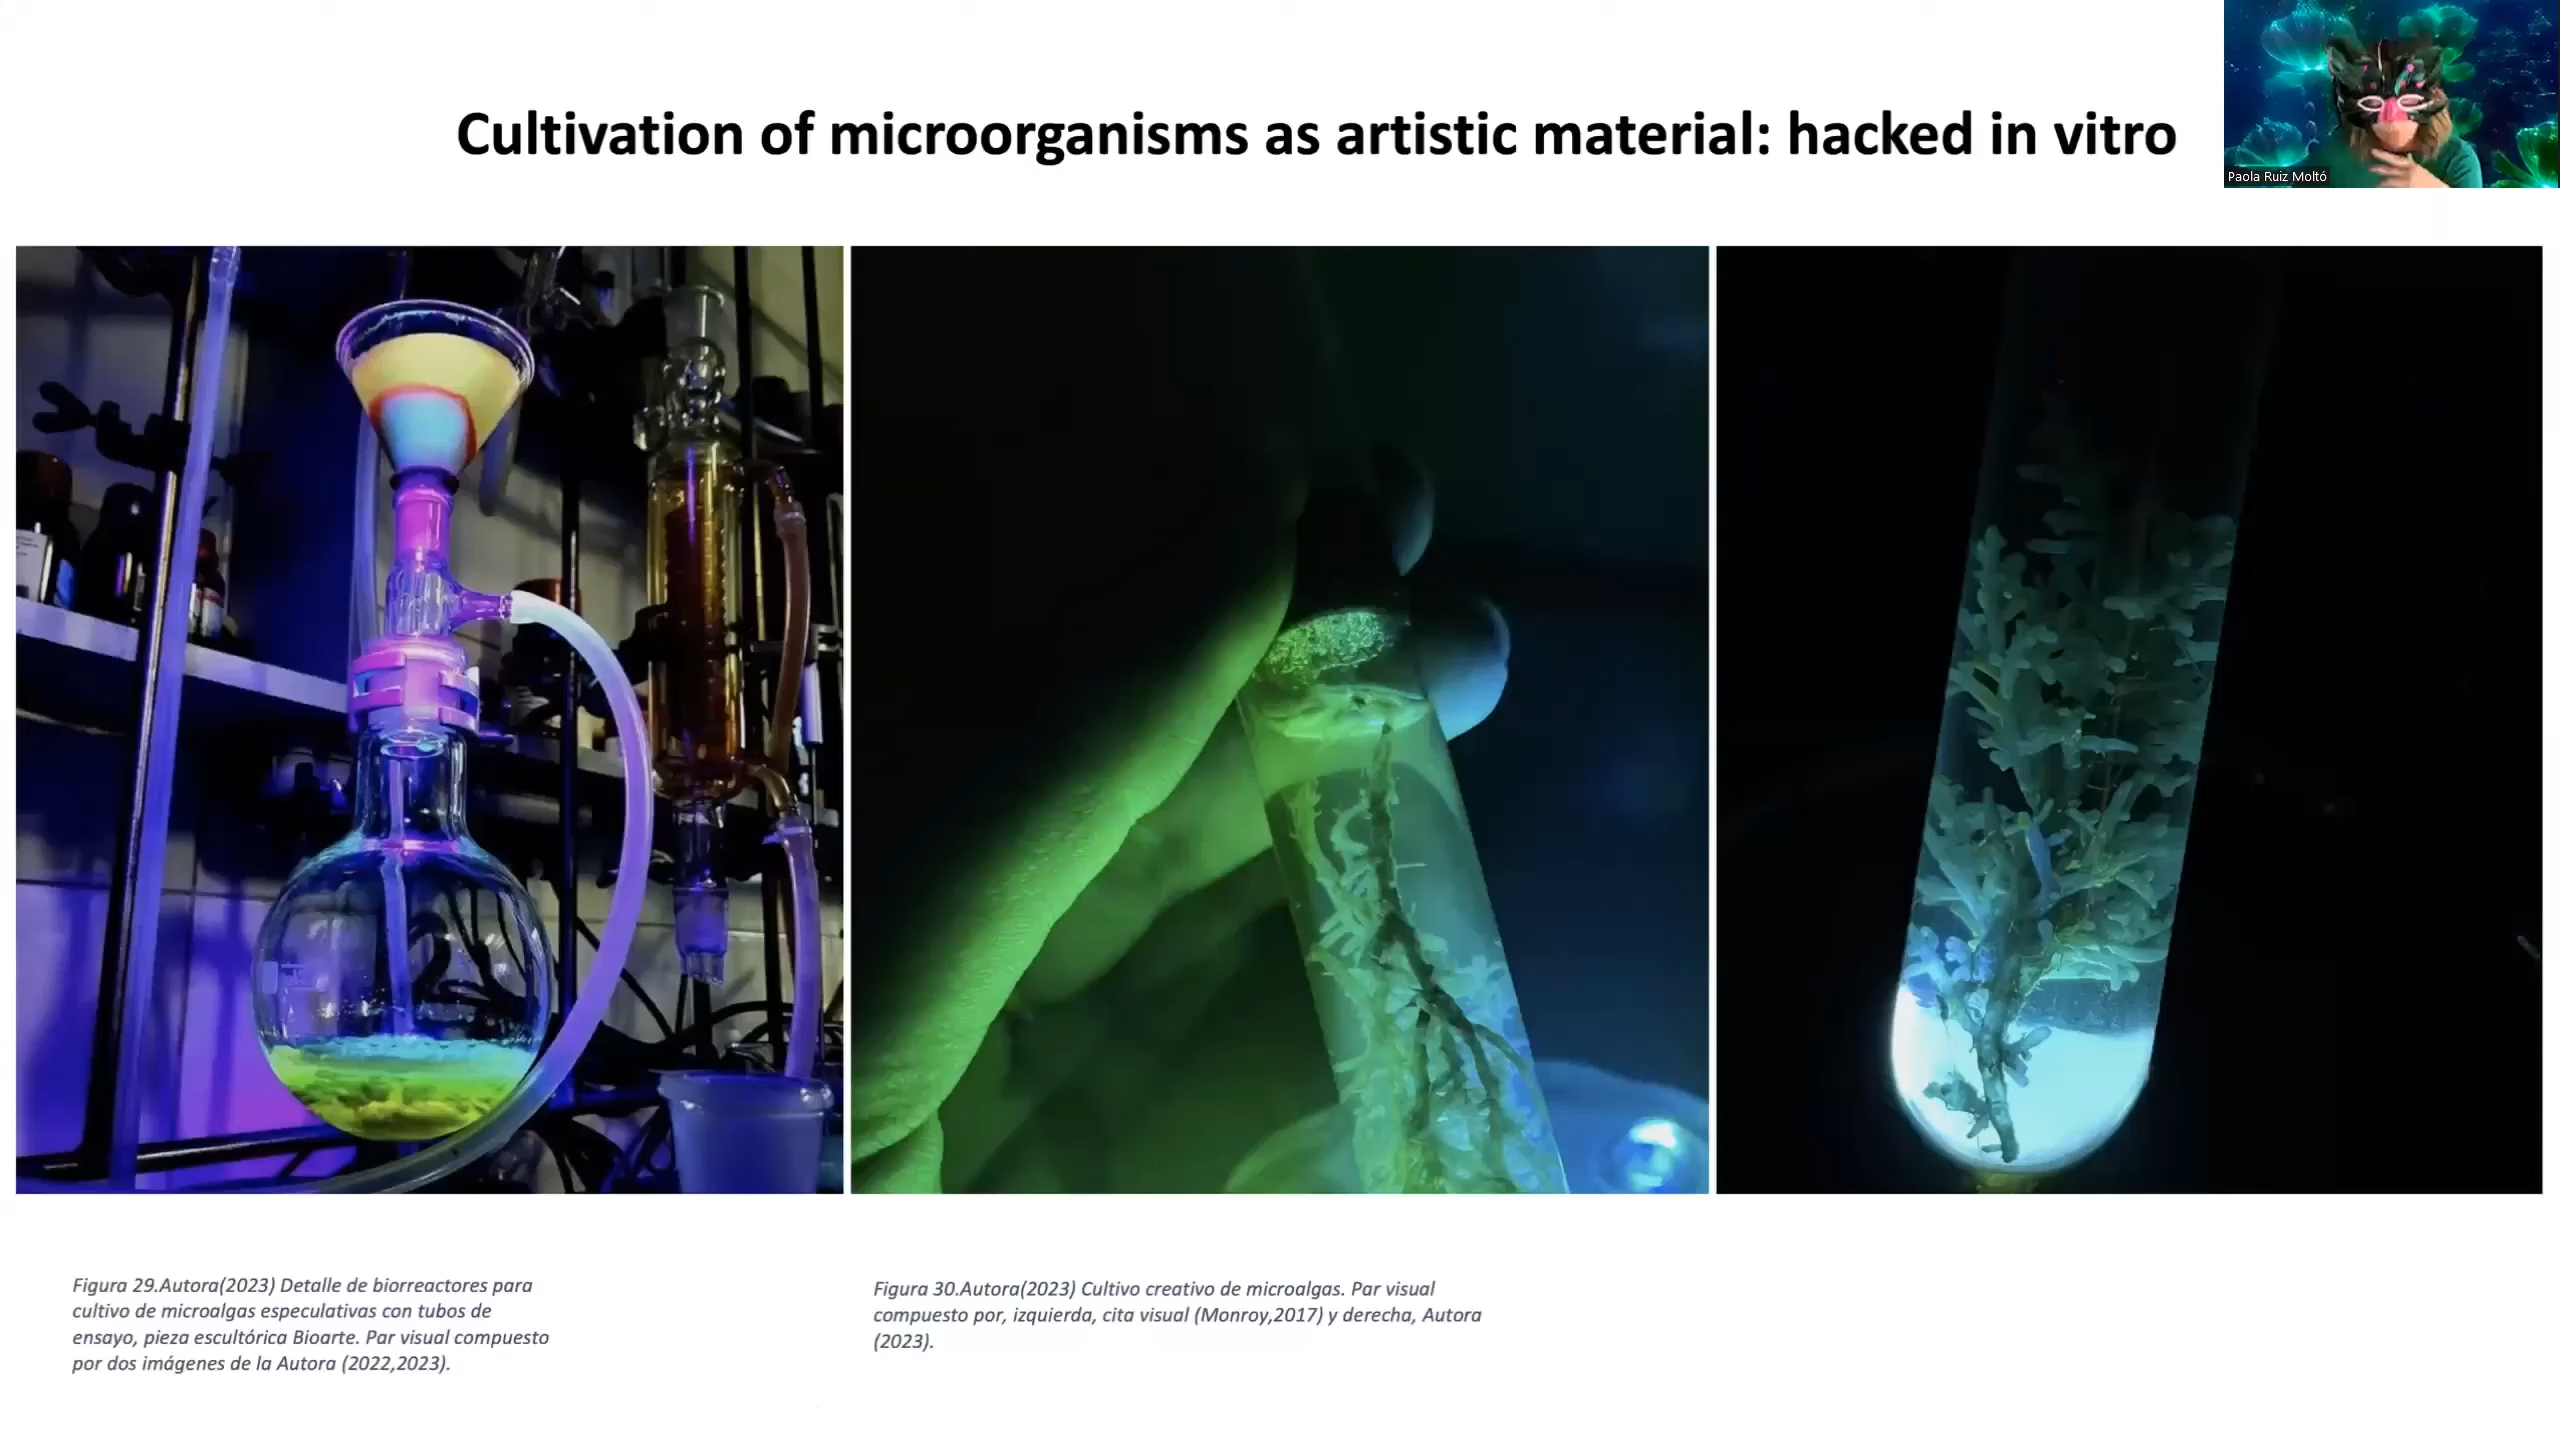 Cultivation of microorganisms as artistic material: hacked in vitro
Paola Ruiz Moltó
Figura 29.Autora(2023) Detalle de biorreactores para
cultivo de microalgas especulativas con tubos de
ensayo, pieza escultórica Bioarte. Par visual compuesto
por dos imágenes de la Autora (2022,2023).
Figura 30.Autora(2023) Cultivo creativo de microalgas. Par visual
compuesto por, izquierda, cita visual (Monroy,2017) y derecha, Autora
(2023).